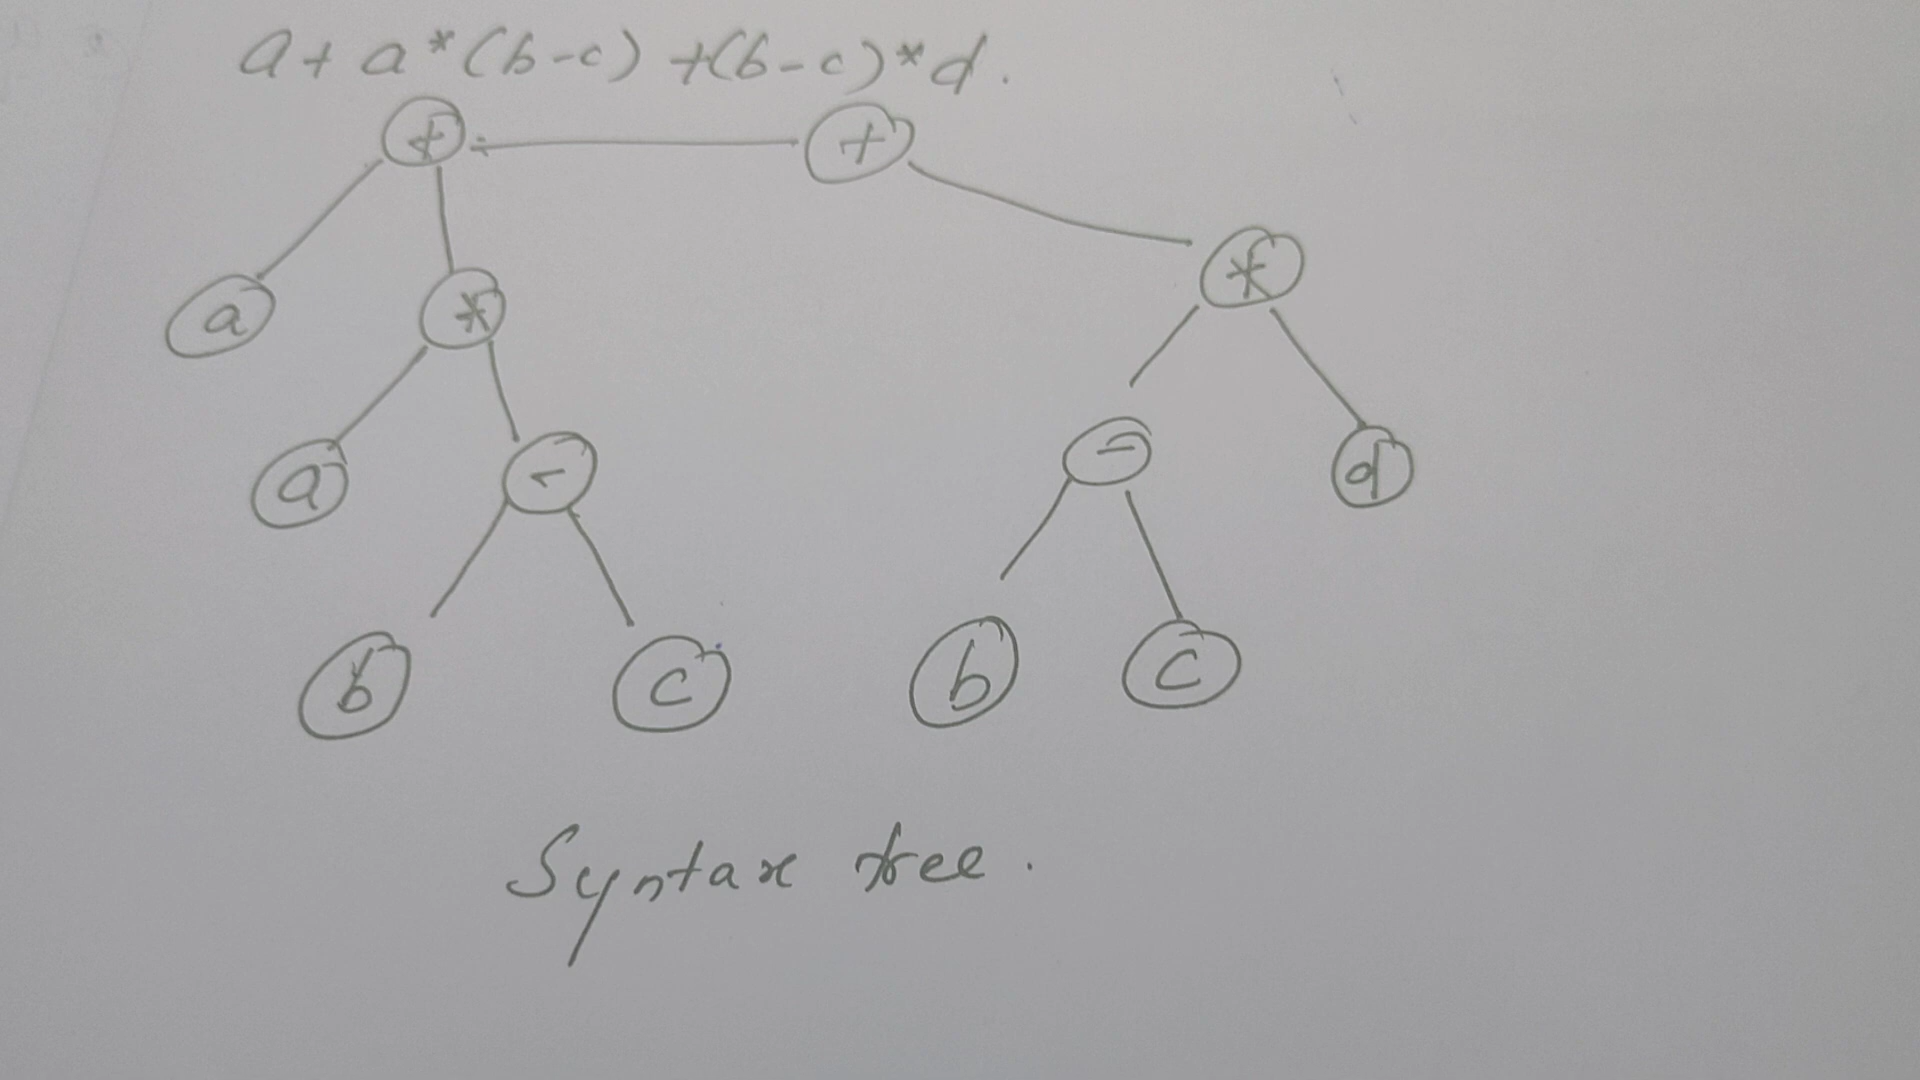 a + a * (b - c) + (b - c) * d.
+ +
*
a *
a - - d
b c b c
Syntax tree.